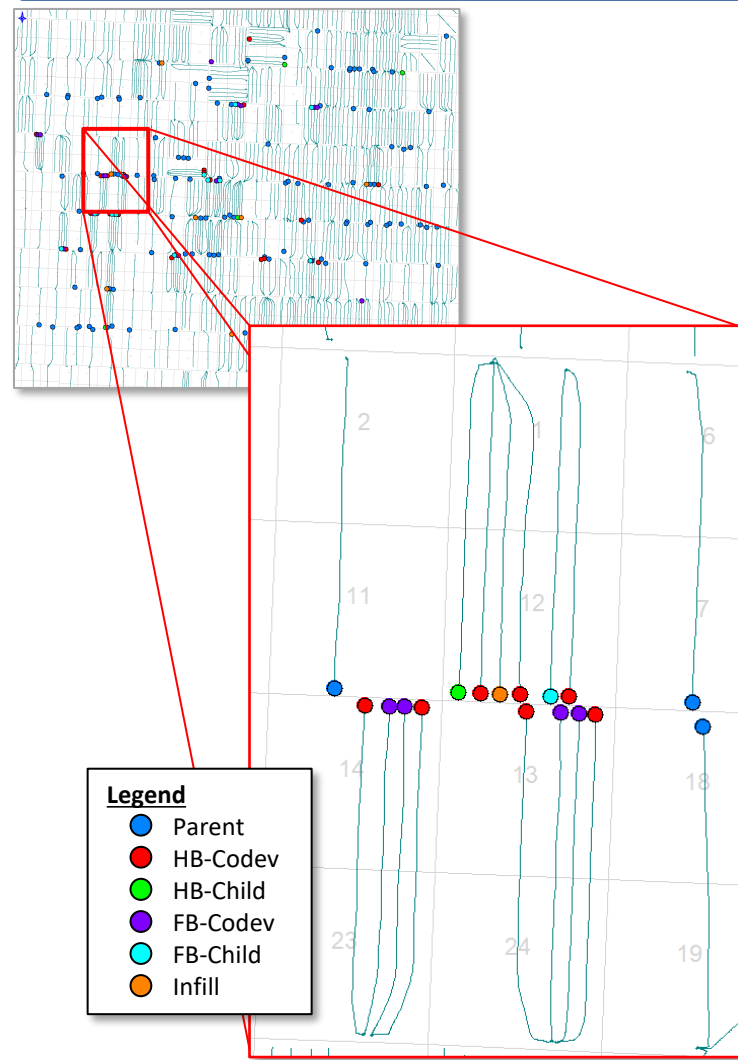 2
1
6
11
12
7
14
13
18
23
24
19
Legend
Parent
HB-Codev
HB-Child
FB-Codev
FB-Child
Infill